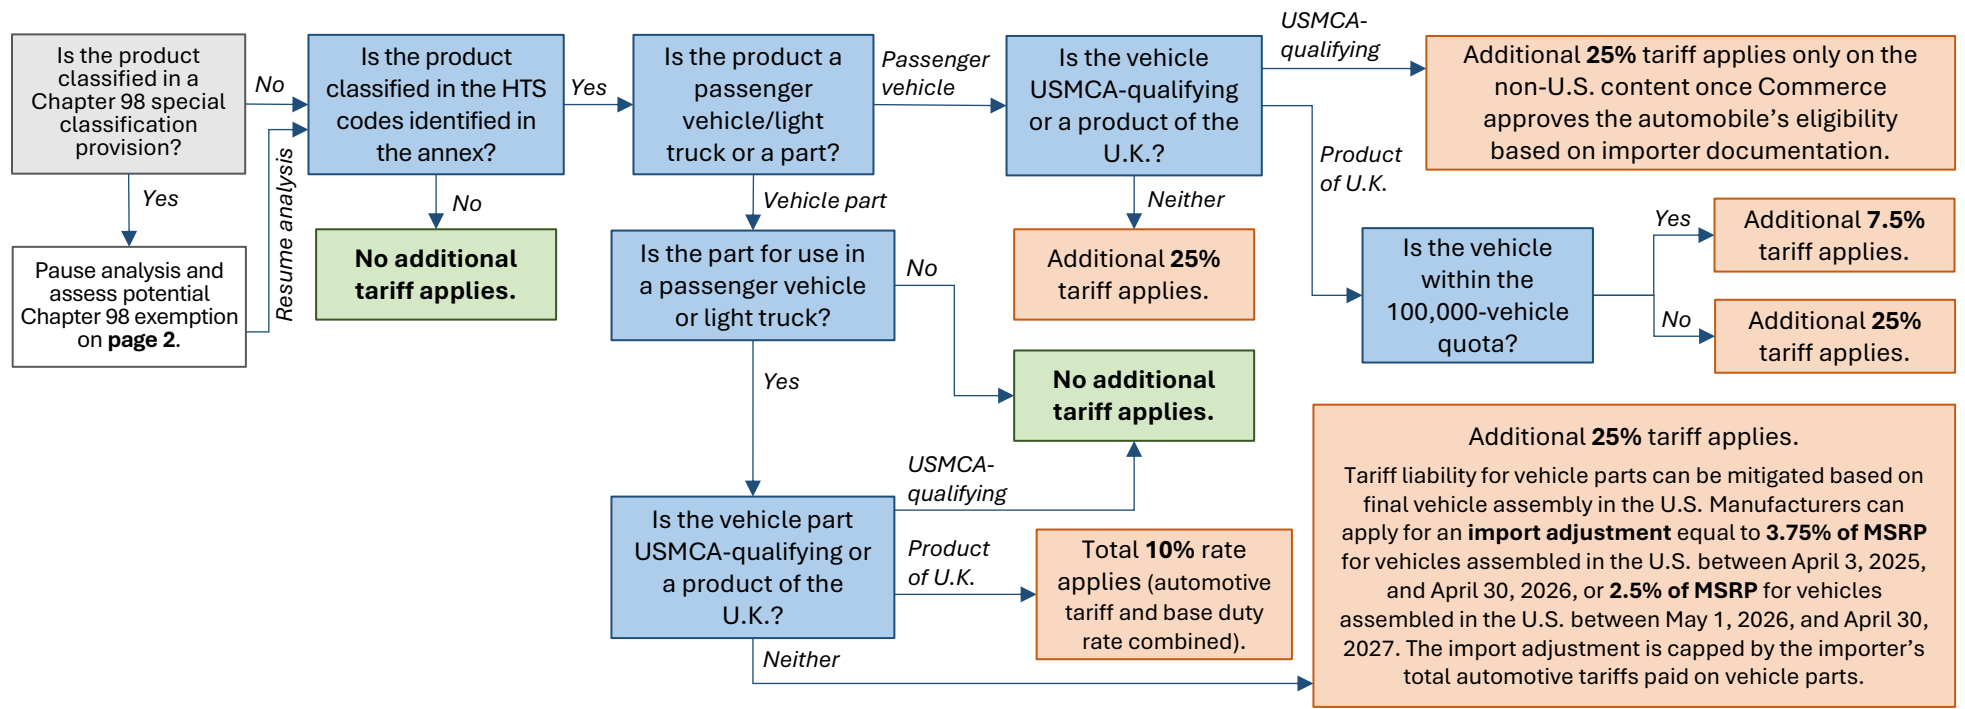 Is the product
classified in a
Chapter 98 special
classification
provision?
No
Yes
Pause analysis and
assess potential
Chapter 98 exemption
on page 2.
Resume analysis
Is the product
classified in the HTS
codes identified in
the annex?
Yes
No
No additional
tariff applies.
Is the product a
passenger
vehicle/light
truck or a part?
Passenger
vehicle
Vehicle part
Is the vehicle
USMCA-qualifying
or a product of the
U.K.?
USMCA-
qualifying
Additional 25% tariff applies only on the
non-U.S. content once Commerce
approves the automobile’s eligibility
based on importer documentation.
Product
of U.K.
Neither
Additional 25%
tariff applies.
Is the vehicle
within the
100,000-vehicle
quota?
Yes
Additional 7.5%
tariff applies.
No
Additional 25%
tariff applies.
Is the part for use in
a passenger vehicle
or light truck?
No
No additional
tariff applies.
Yes
Is the vehicle part
USMCA-qualifying or
a product of the
U.K.?
USMCA-
qualifying
Product
of U.K.
Total 10% rate
applies (automotive
tariff and base duty
rate combined).
Neither
Additional 25% tariff applies.
Tariff liability for vehicle parts can be mitigated based on
final vehicle assembly in the U.S. Manufacturers can
apply for an import adjustment equal to 3.75% of MSRP
for vehicles assembled in the U.S. between April 3, 2025,
and April 30, 2026, or 2.5% of MSRP for vehicles
assembled in the U.S. between May 1, 2026, and April 30,
2027. The import adjustment is capped by the importer’s
total automotive tariffs paid on vehicle parts.